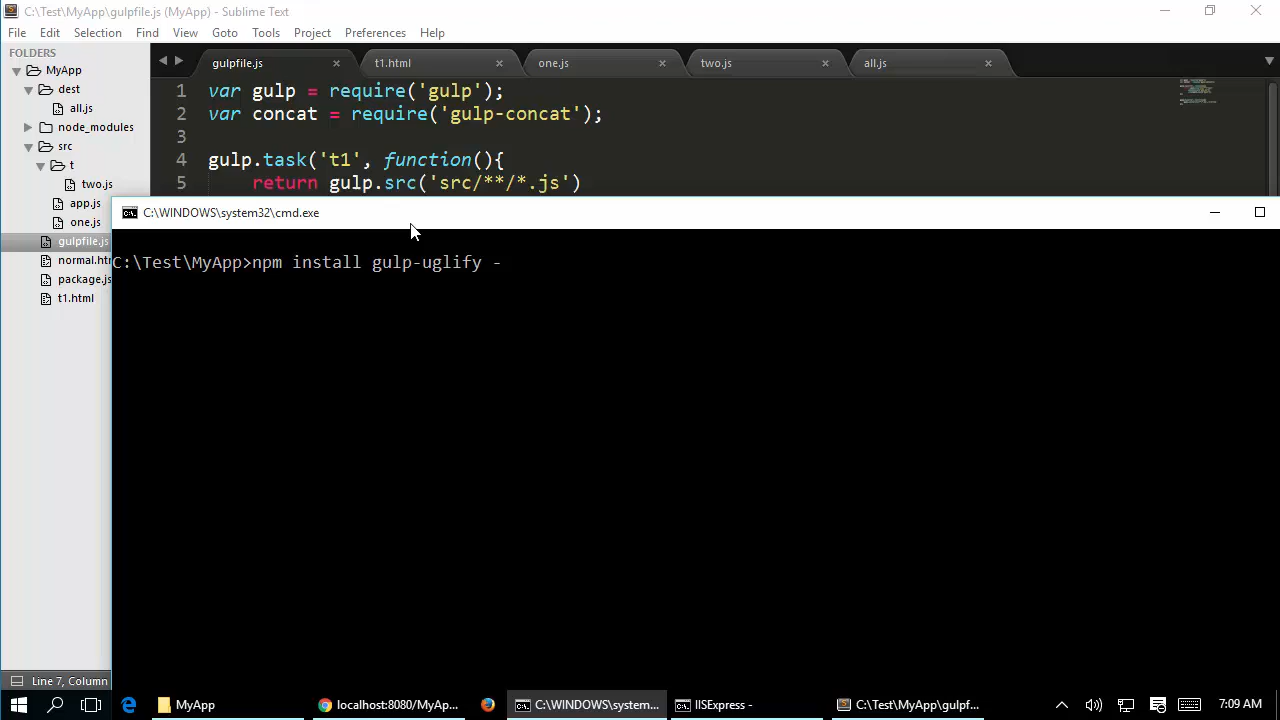 C:\Test\MyApp\gulpfile.js (MyApp) - Sublime Text
File Edit Selection Find View Goto Tools Project Preferences Help
FOLDERS
MyApp
dest
all.js
node_modules
src
t
two.js
app.js
one.js
gulpfile.js
normal.htm
package.js
t1.html
gulpfile.js t1.html one.js two.js all.js
1 var gulp = require('gulp');
2 var concat = require('gulp-concat');
3
4 gulp.task('t1', function(){
5 return gulp.src('src/**/*.js')
C:\WINDOWS\system32\cmd.exe
C:\Test\MyApp>npm install gulp-uglify -
Line 7, Column
MyApp localhost:8080/MyAp... C:\WINDOWS\system... IISExpress - C:\Test\MyApp\gulpf... 7:09 AM